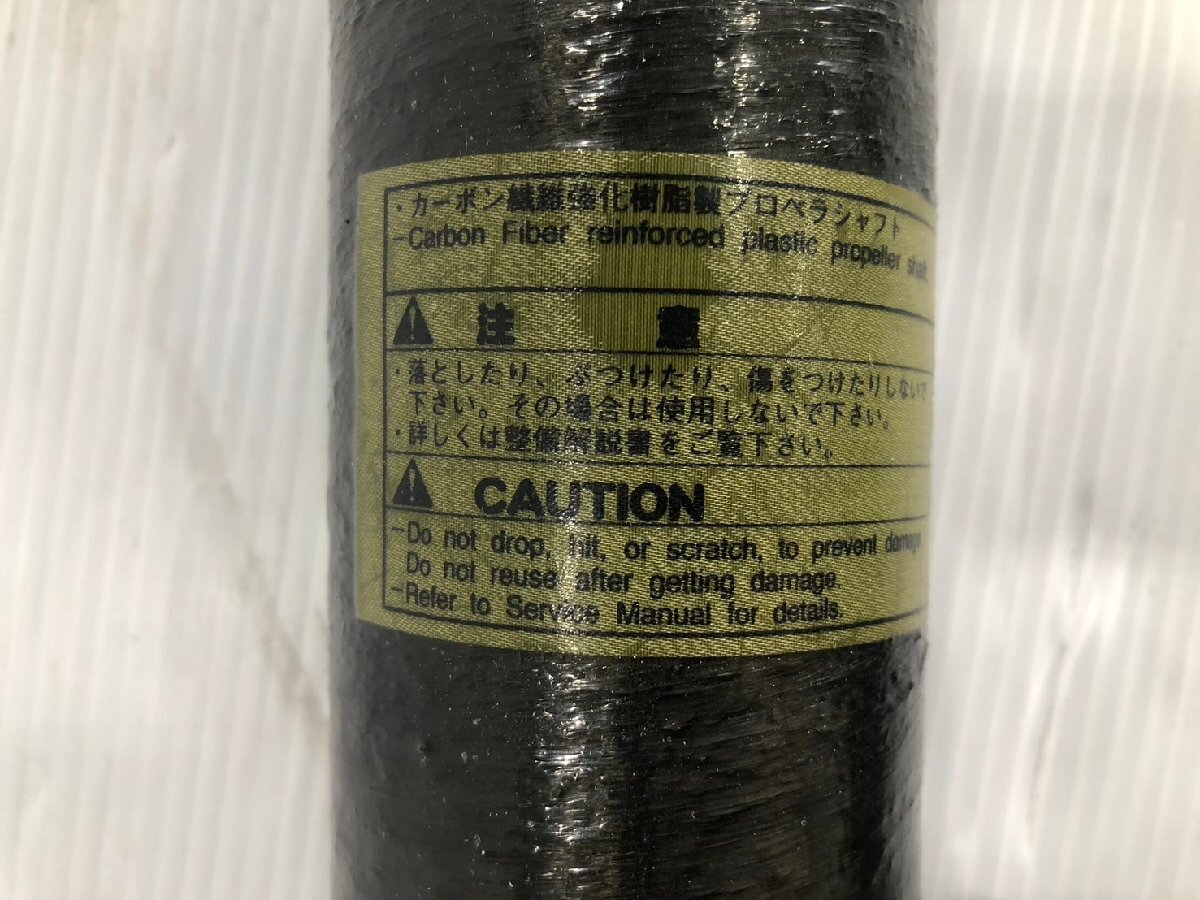 ・カーボン繊維強化樹脂製プロペラシャフト
-Carbon Fiber reinforced plastic propeller shaft
注意
・落としたり、ぶつけたり、傷をつけたりしないで
下さい。その場合は使用しないで下さい。
・詳しくは整備解説書をご覧下さい。
CAUTION
-Do not drop, hit, or scratch, to prevent damage.
Do not reuse after getting damage.
-Refer to Service Manual for details.